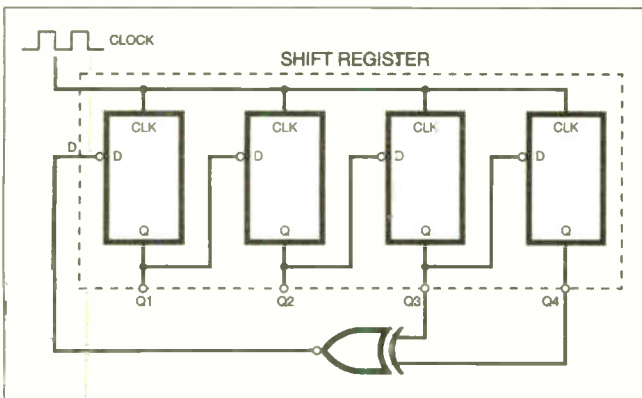 CLOCK
SHIFT REGISTER
CLK CLK CLK CLK
D D D D D
Q Q Q Q
Q1 Q2 Q3 Q4